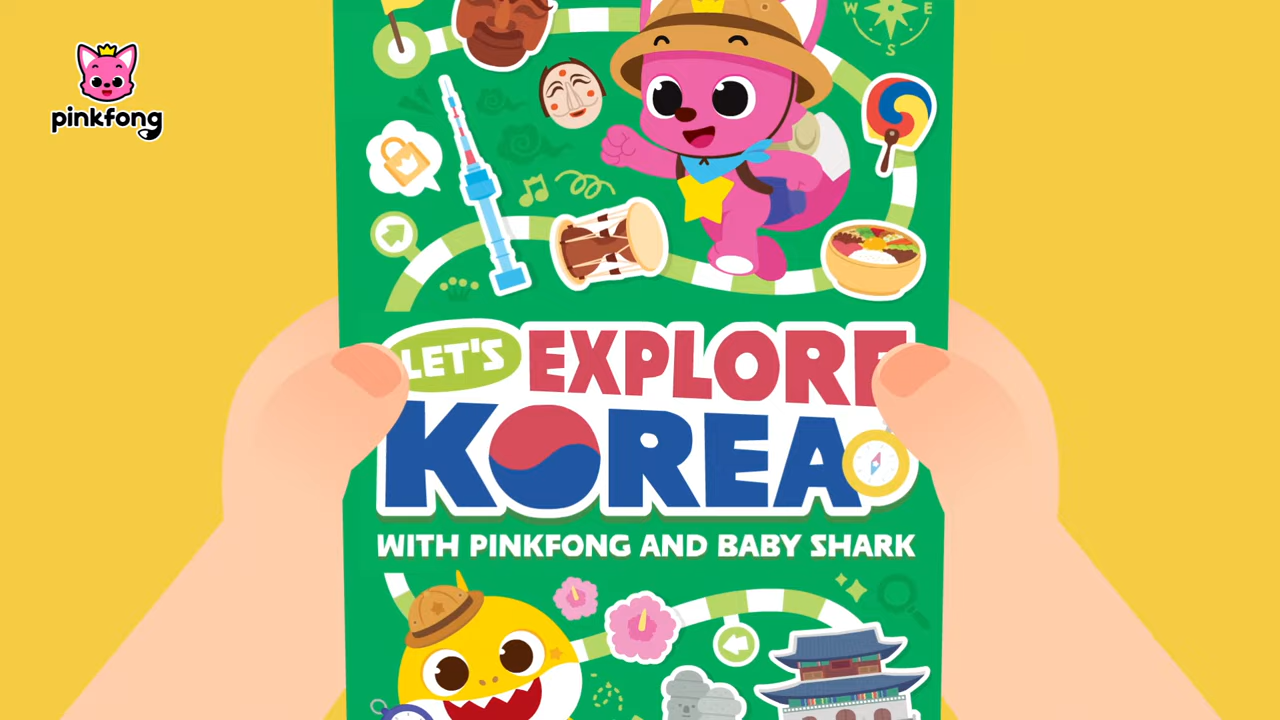 pinkfong
W E
S
LET'S EXPLORE
KOREA
WITH PINKFONG AND BABY SHARK